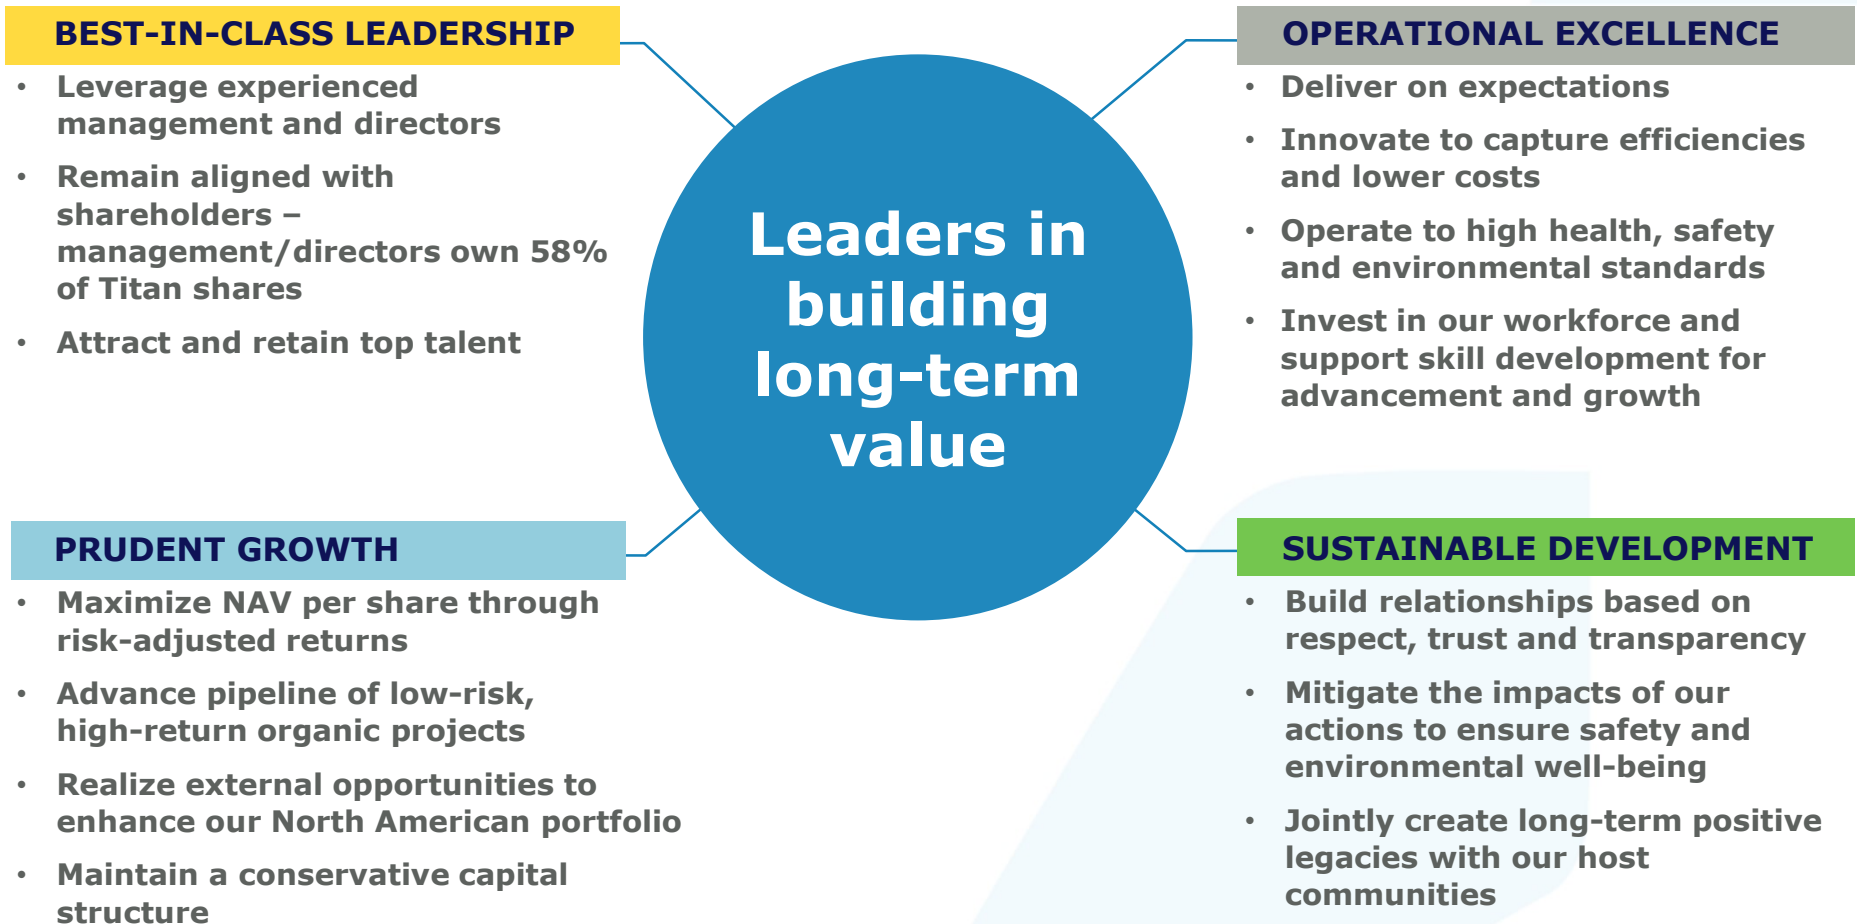 BEST-IN-CLASS LEADERSHIP
• Leverage experienced
management and directors
• Remain aligned with
shareholders –
management/directors own 58%
of Titan shares
• Attract and retain top talent
Leaders in
building
long-term
value
OPERATIONAL EXCELLENCE
• Deliver on expectations
• Innovate to capture efficiencies
and lower costs
• Operate to high health, safety
and environmental standards
• Invest in our workforce and
support skill development for
advancement and growth
PRUDENT GROWTH
• Maximize NAV per share through
risk-adjusted returns
• Advance pipeline of low-risk,
high-return organic projects
• Realize external opportunities to
enhance our North American portfolio
• Maintain a conservative capital
structure
SUSTAINABLE DEVELOPMENT
• Build relationships based on
respect, trust and transparency
• Mitigate the impacts of our
actions to ensure safety and
environmental well-being
• Jointly create long-term positive
legacies with our host
communities